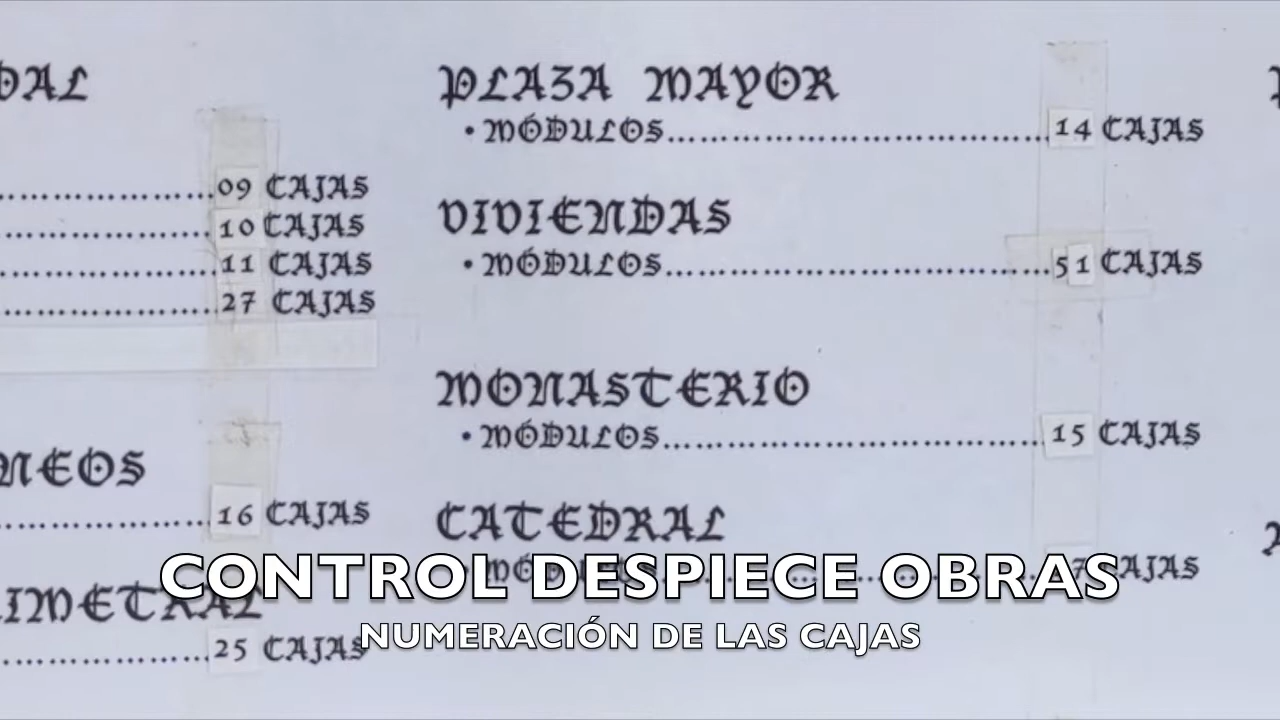 PLAZA MAYOR
• MÓDULOS........................................14 CAJAS
VIVIENDAS
• MÓDULOS........................................51 CAJAS
MONASTERIO
• MÓDULOS........................................15 CAJAS
CATEDRAL
CAJAS
......................09 CAJAS
......................10 CAJAS
......................11 CAJAS
......................27 CAJAS
......................16 CAJAS
......................25 CAJAS
CONTROL DESPIECE OBRAS
NUMERACIÓN DE LAS CAJAS